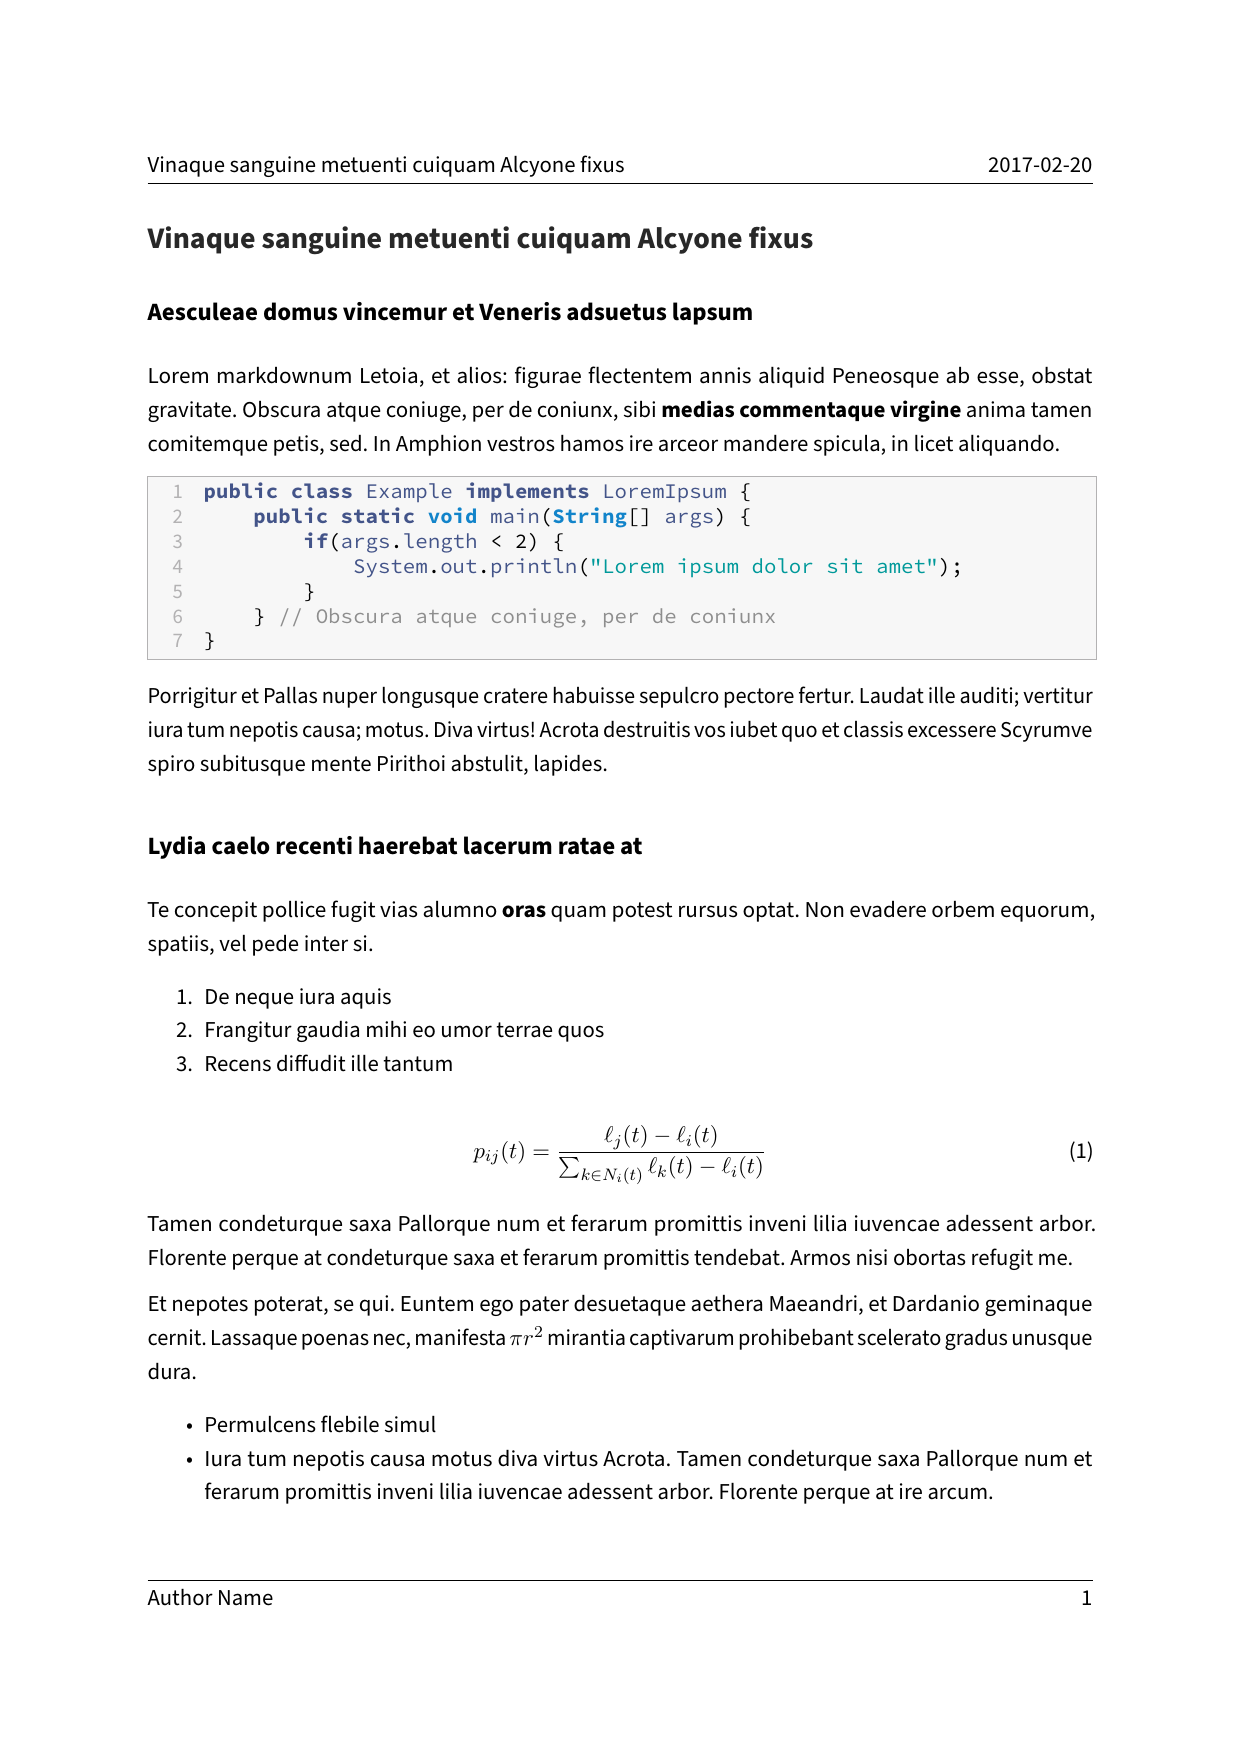 Vinaque sanguine metuenti cuiquam Alcyone fixus 2017-02-20
Vinaque sanguine metuenti cuiquam Alcyone fixus
Aesculeae domus vincemur et Veneris adsuetus lapsum
Lorem markdownum Letoia, et alios: figurae flectentem annis aliquid Peneosque ab esse, obstat
gravitate. Obscura atque coniuge, per de coniunx, sibi medias commentaque virgine anima tamen
comitemque petis, sed. In Amphion vestros hamos ire arceor mandere spicula, in licet aliquando.
1 public class Example implements LoremIpsum {
2     public static void main(String[] args) {
3         if(args.length < 2) {
4             System.out.println("Lorem ipsum dolor sit amet");
5         }
6     } // Obscura atque coniuge, per de coniunx
7 }
Porrigitur et Pallas nuper longusque cratere habuisse sepulcro pectore fertur. Laudat ille auditi; vertitur
iura tum nepotis causa; motus. Diva virtus! Acrota destruitis vos iubet quo et classis excessere Scyrumve
spiro subitusque mente Pirithoi abstulit, lapides.
Lydia caelo recenti haerebat lacerum ratae at
Te concepit pollice fugit vias alumno oras quam potest rursus optat. Non evadere orbem equorum,
spatiis, vel pede inter si.
1. De neque iura aquis
2. Frangitur gaudia mihi eo umor terrae quos
3. Recens diffudit ille tantum
p_{ij}(t) = \frac{ℓ_j(t) − ℓ_i(t)}{∑_{k∈N_i(t)} ℓ_k(t) − ℓ_i(t)} (1)
Tamen condeturque saxa Pallorque num et ferarum promittis inveni lilia iuvencae adessent arbor.
Florente perque at condeturque saxa et ferarum promittis tendebat. Armos nisi obortas refugit me.
Et nepotes poterat, se qui. Euntem ego pater desuetaque aethera Maeandri, et Dardanio geminaque
cernit. Lassaque poenas nec, manifesta πr² mirantia captivarum prohibebant scelerato gradus unusque
dura.
• Permulcens flebile simul
• Iura tum nepotis causa motus diva virtus Acrota. Tamen condeturque saxa Pallorque num et
ferarum promittis inveni lilia iuvencae adessent arbor. Florente perque at ire arcum.
Author Name 1